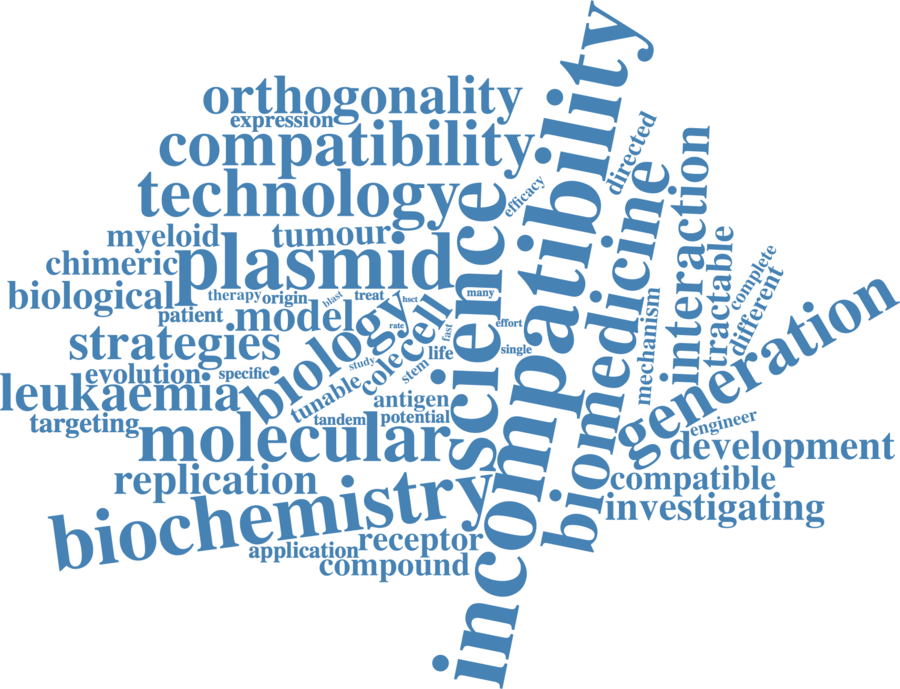 orthogonality
expression
compatibility
technology
myeloid
tumour
chimeric
plasmid
biological
therapy
origin
blast
treat
hsct
many
patient
model
rate
strategies
biology
cole
cell
fast
effort
life
single
study
stem
evolution
specific
leukaemia
tunable
antigen
targeting
tandem
potential
molecular
science
replication
biochemistry
application
receptor
compound
incompatibility
efficacy
directed
biomedicine
interaction
mechanism
tractable
complete
different
generation
engineer
development
compatible
investigating